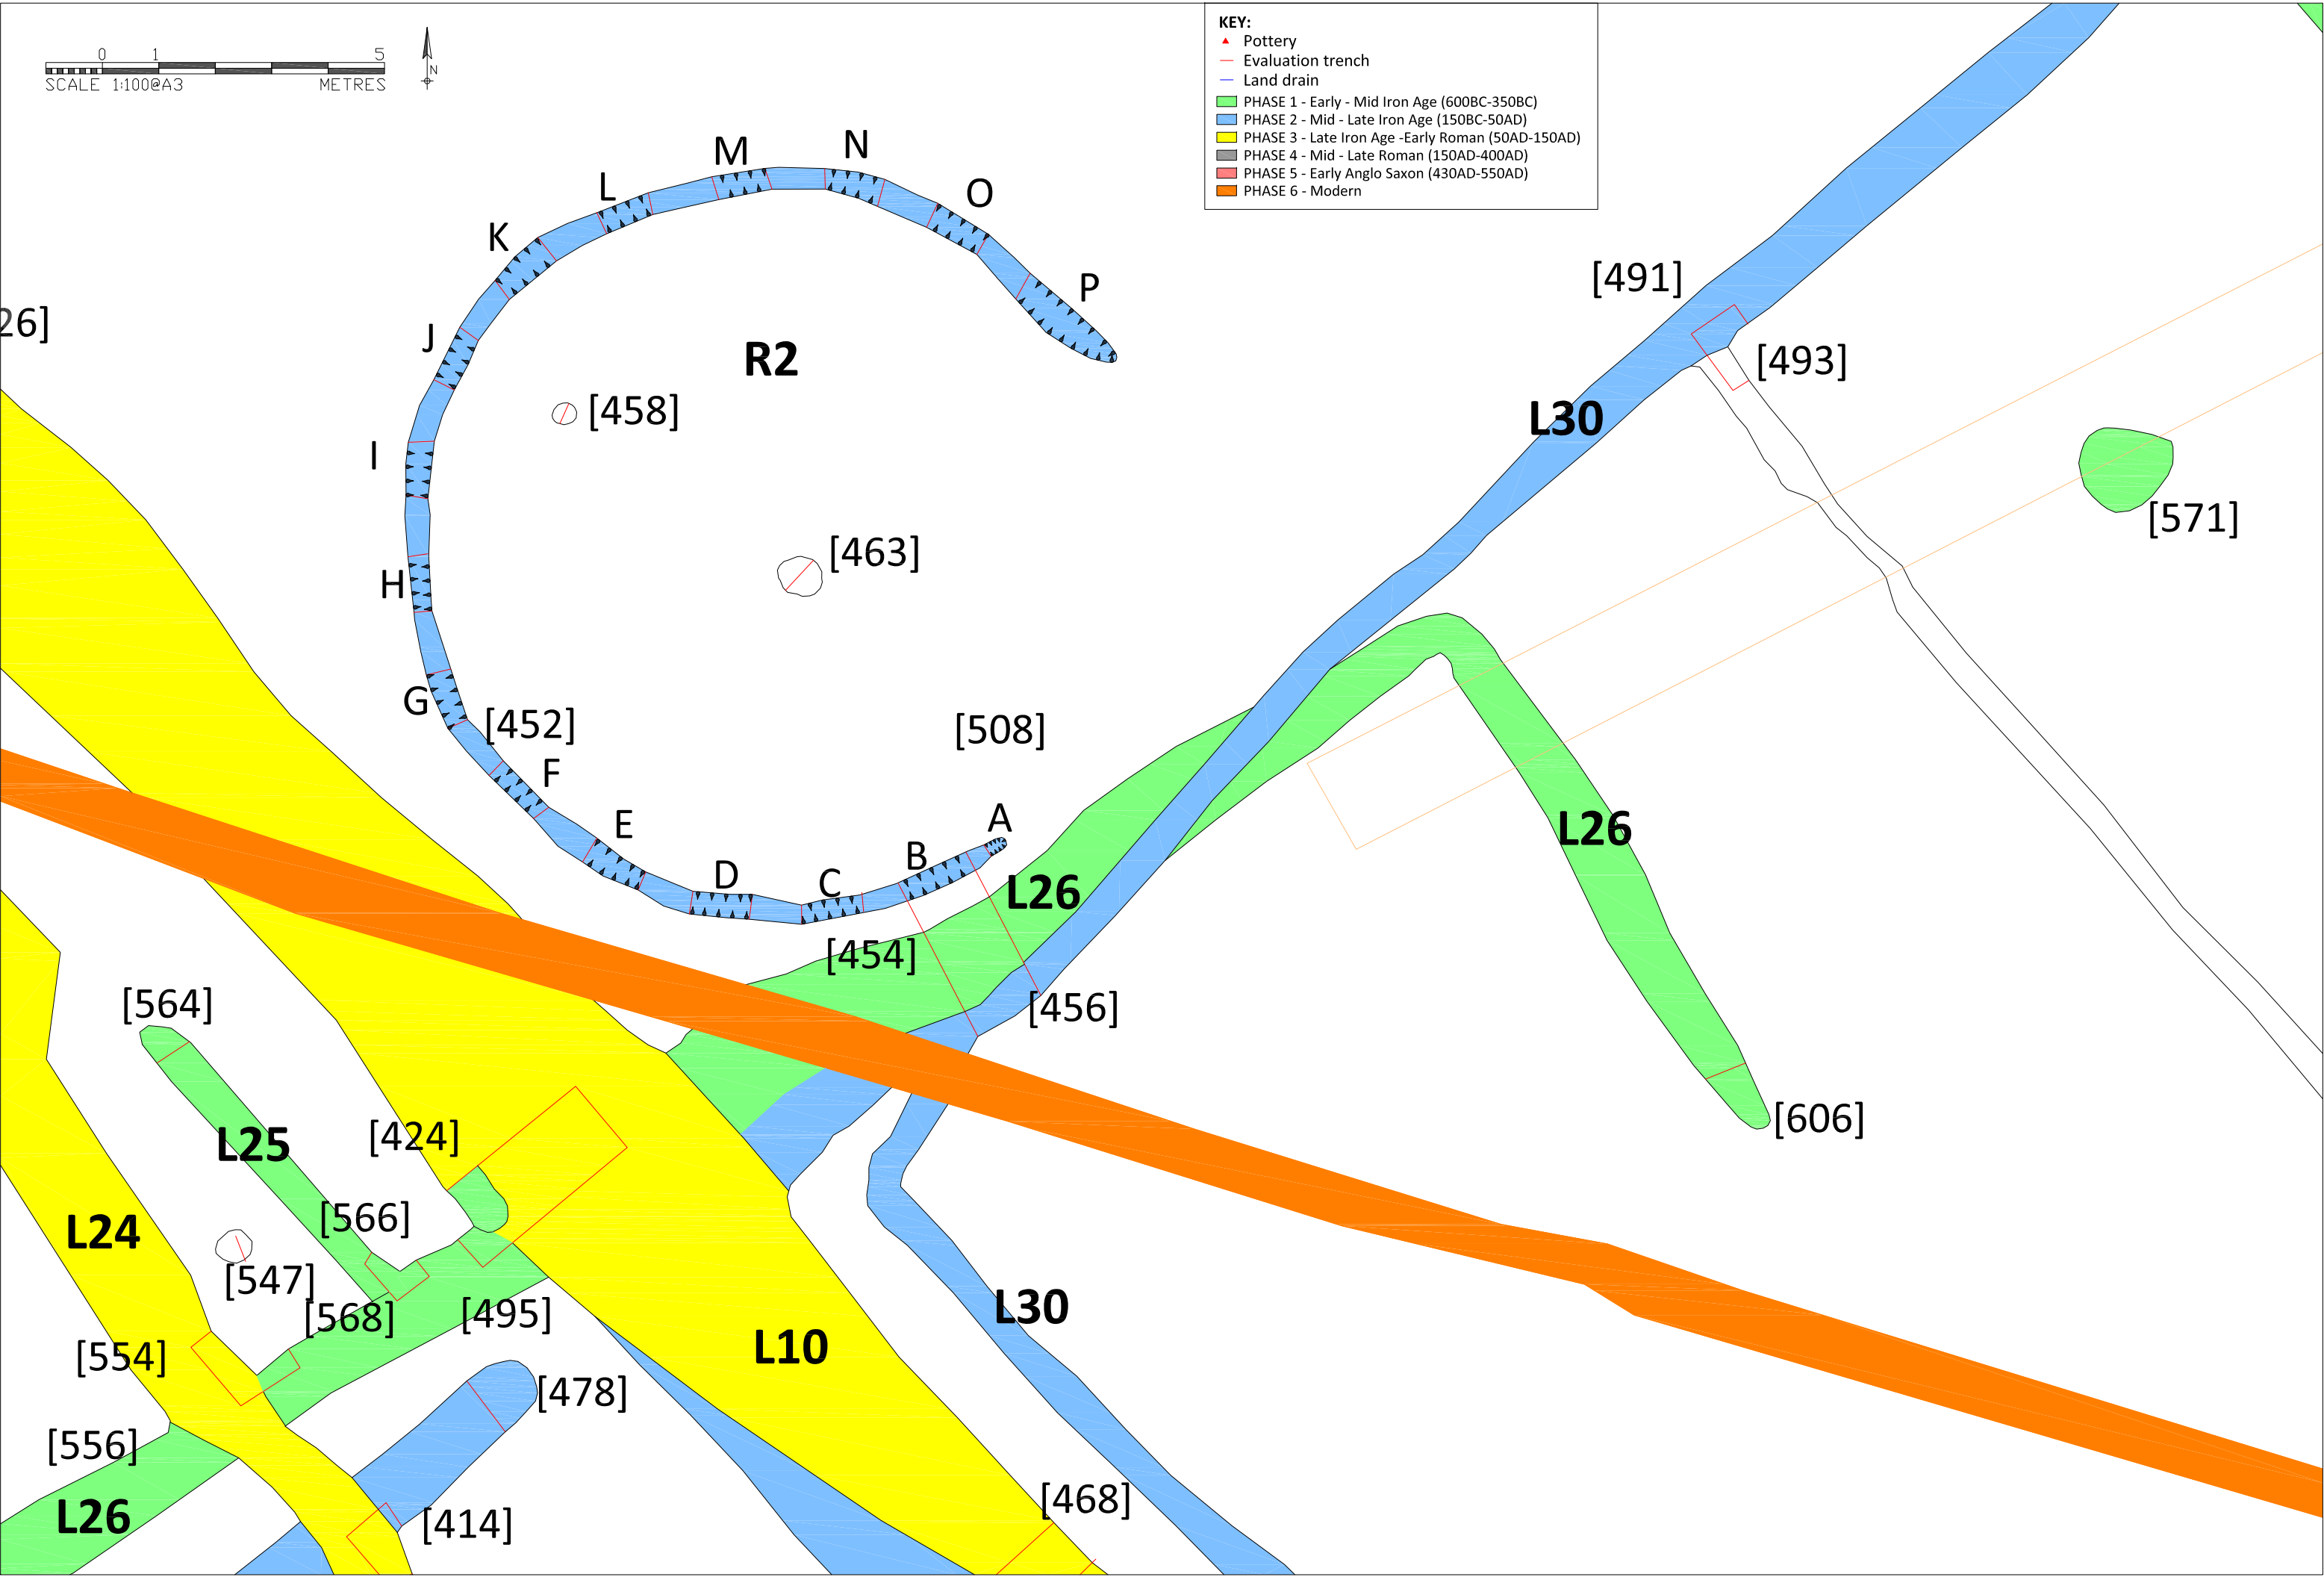 0 1 5
SCALE 1:100@A3 METRES
N
KEY:
Pottery
Evaluation trench
Land drain
PHASE 1 - Early - Mid Iron Age (600BC-350BC)
PHASE 2 - Mid - Late Iron Age (150BC-50AD)
PHASE 3 - Late Iron Age -Early Roman (50AD-150AD)
PHASE 4 - Mid - Late Roman (150AD-400AD)
PHASE 5 - Early Anglo Saxon (430AD-550AD)
PHASE 6 - Modern
M
N
L
O
K
[491]
P
26]
J
R2
[493]
[458]
L30
I
[571]
[463]
H
G
[452]
[508]
F
E
A
L26
B
D
C
L26
[454]
[564]
[456]
[606]
[424]
L25
[566]
L24
[547]
L30
[568]
[495]
L10
[554]
[478]
[556]
[468]
L26
[414]